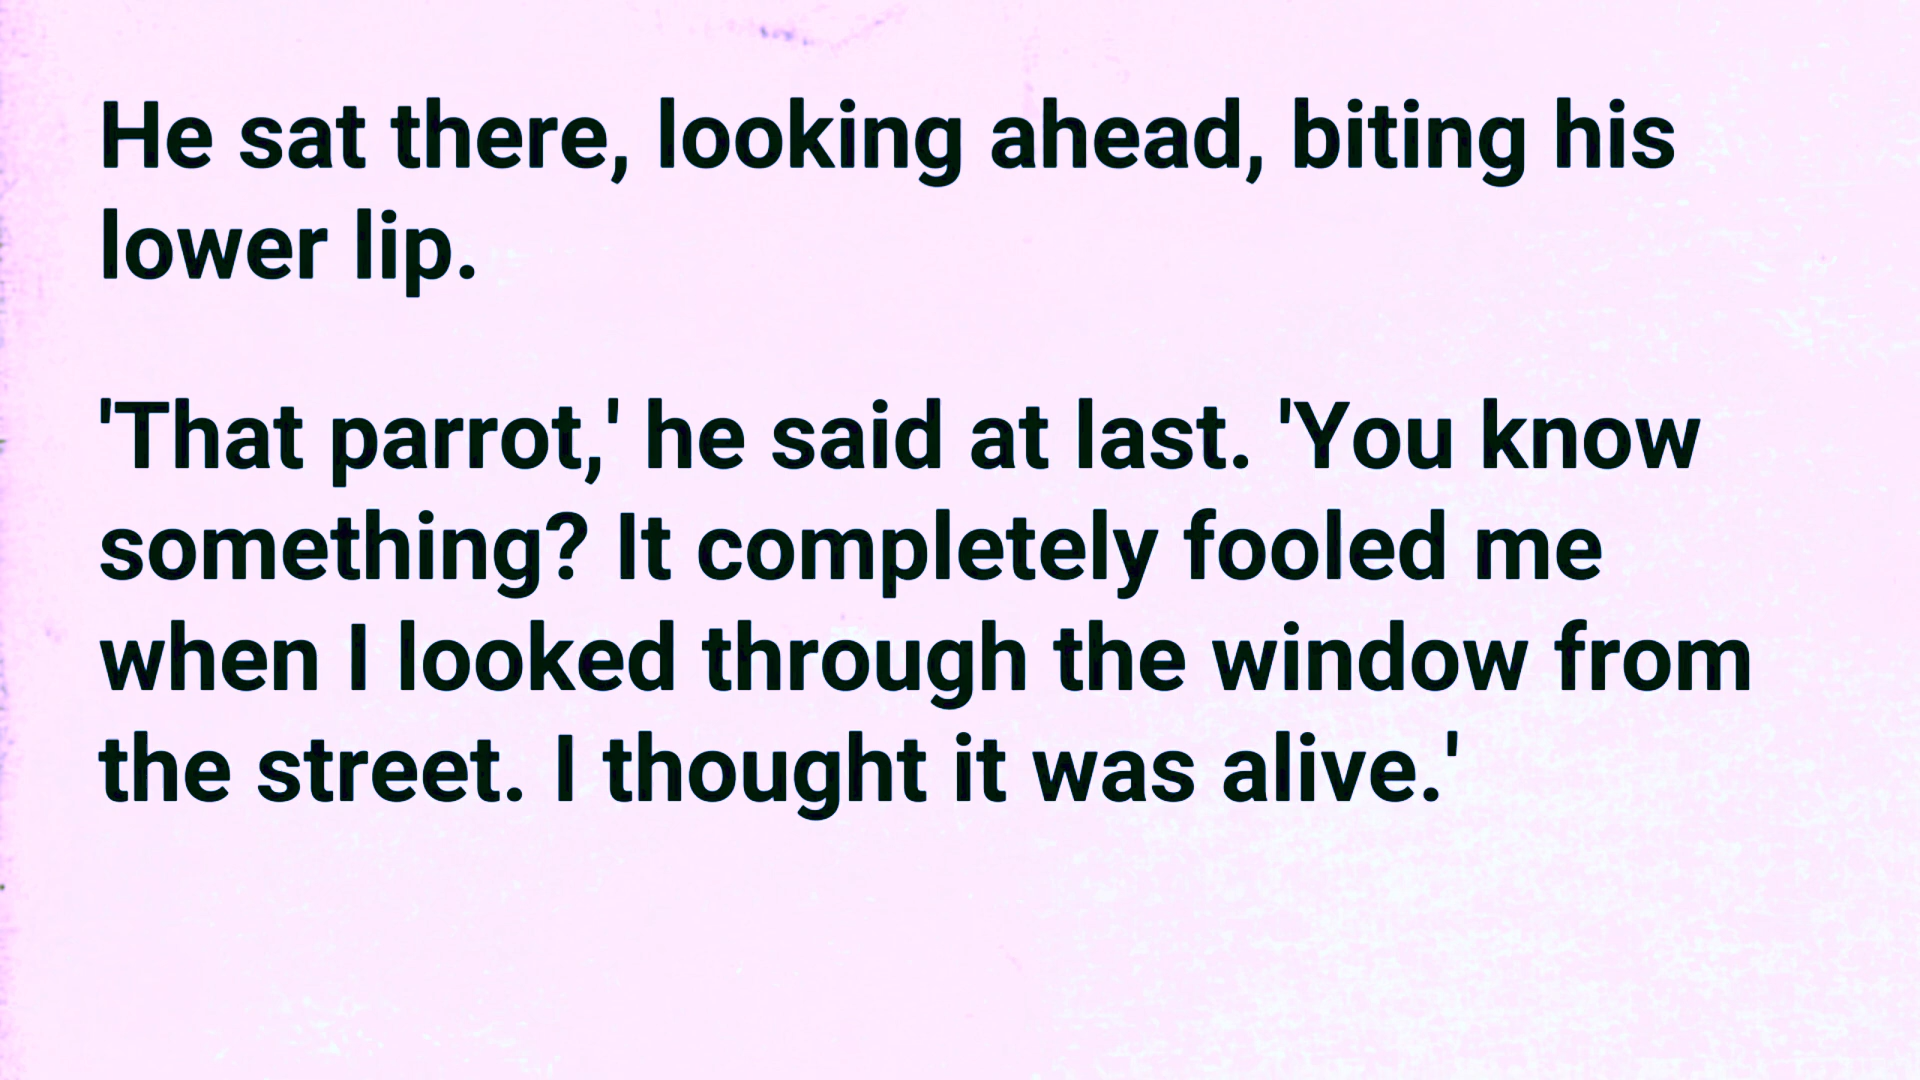 He sat there, looking ahead, biting his
lower lip.
'That parrot,' he said at last. 'You know
something? It completely fooled me
when I looked through the window from
the street. I thought it was alive.'